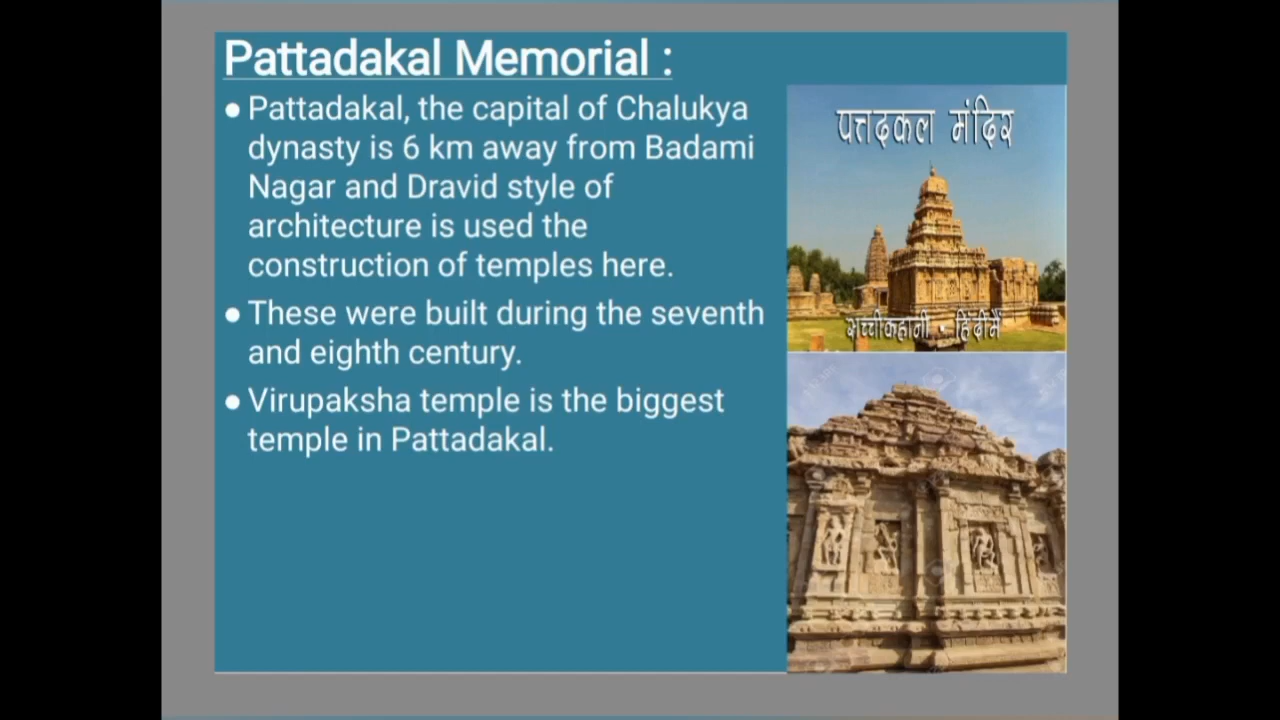 Pattadakal Memorial :
● Pattadakal, the capital of Chalukya
dynasty is 6 km away from Badami
Nagar and Dravid style of
architecture is used the
construction of temples here.
● These were built during the seventh
and eighth century.
● Virupaksha temple is the biggest
temple in Pattadakal.
पत्तदकल मंदिर
सच्ची कहानी • हिंदी में